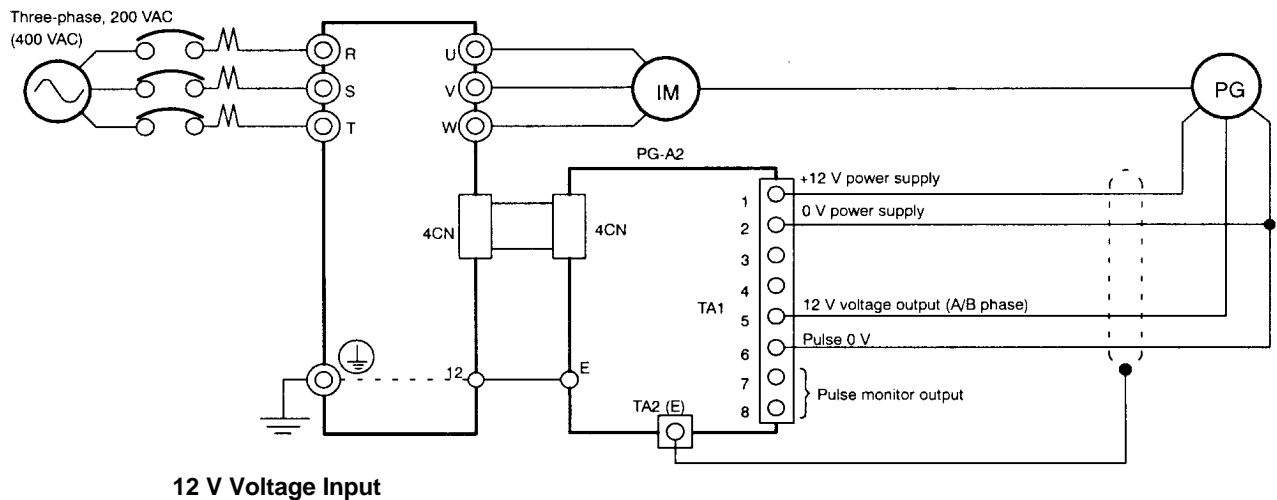 Three-phase, 200 VAC
(400 VAC)
R
S
T
U
V
W
IM
PG
PG-A2
4CN
4CN
TA1
1
+12 V power supply
2
0 V power supply
3
4
5
12 V voltage output (A/B phase)
6
Pulse 0 V
7
8
Pulse monitor output
12
E
TA2 (E)
12 V Voltage Input